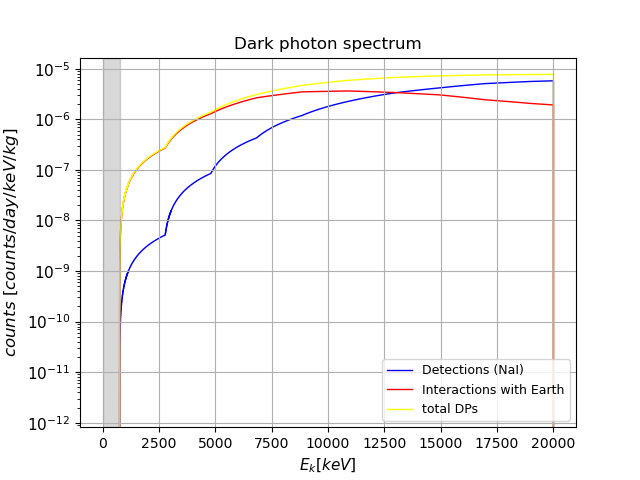 Dark photon spectrum
counts [counts/day/keV/kg]
10⁻⁵
10⁻⁶
10⁻⁷
10⁻⁸
10⁻⁹
10⁻¹⁰
10⁻¹¹
10⁻¹²
Detections (NaI)
Interactions with Earth
total DPs
0 2500 5000 7500 10000 12500 15000 17500 20000
Eₖ[keV]